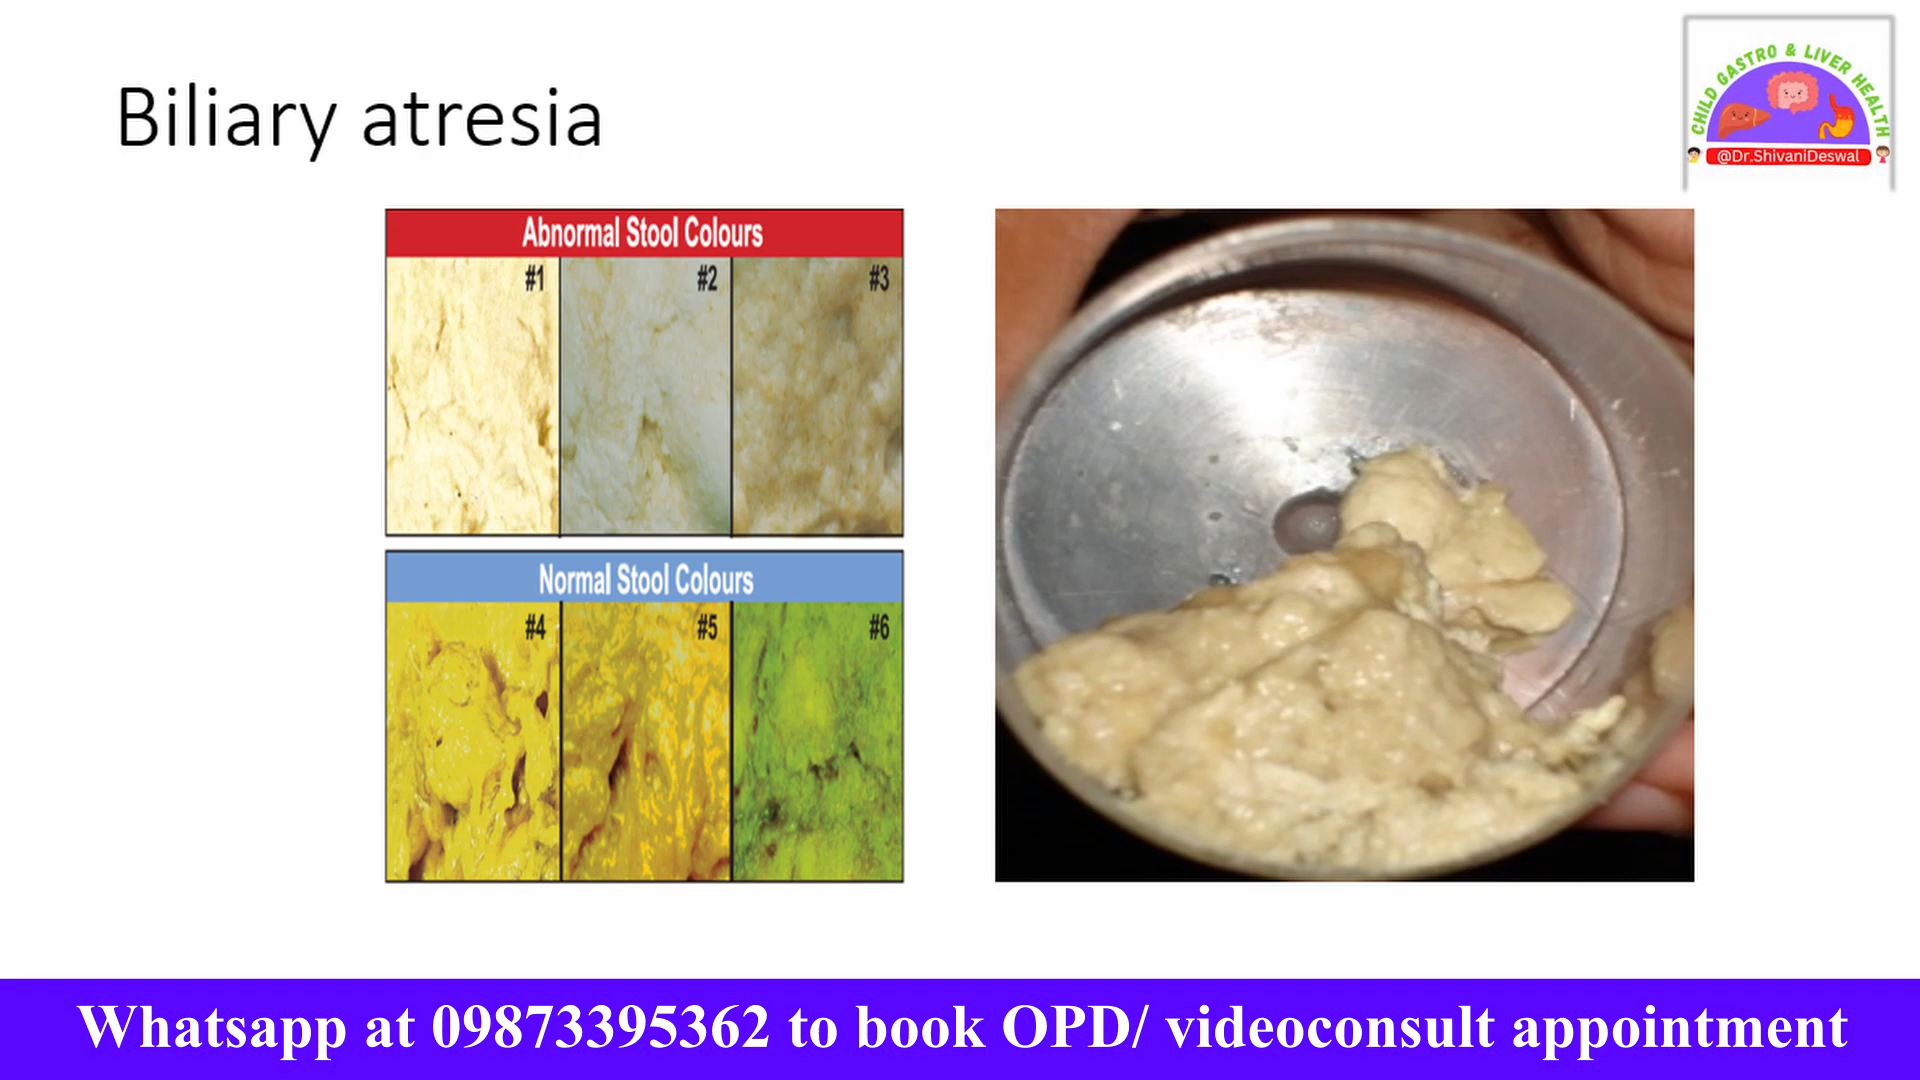 Biliary atresia
CHILD GASTRO & LIVER HEALTH
@Dr.ShivaniDeswal
Abnormal Stool Colours
#1 #2 #3
Normal Stool Colours
#4 #5 #6
Whatsapp at 09873395362 to book OPD/ videoconsult appointment